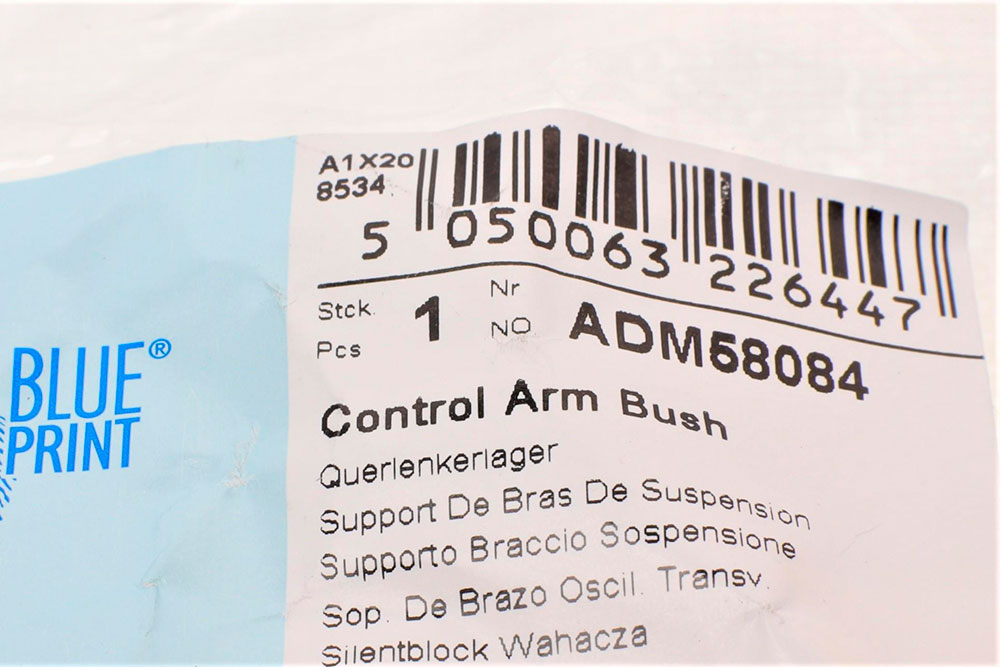 BLUE®
PRINT
A1X20
8534
5 050063 226447
Stck. 1 Nr
Pcs NO ADM58084
Control Arm Bush
Querlenkerlager
Support De Bras De Suspension
Supporto Braccio Sospensione
Sop. De Brazo Oscil. Transv.
Silentblock Wahacza